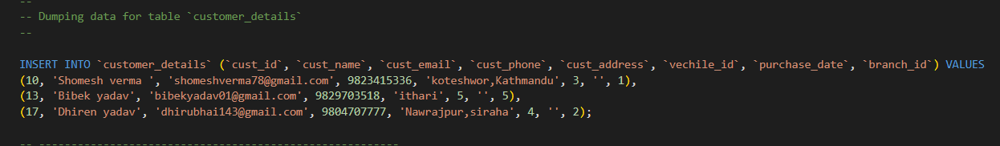 --
-- Dumping data for table `customer_details`
--
INSERT INTO `customer_details` (`cust_id`, `cust_name`, `cust_email`, `cust_phone`, `cust_address`, `vechile_id`, `purchase_date`, `branch_id`) VALUES
(10, 'Shomesh verma ', 'shomeshverma78@gmail.com', 9823415336, 'koteshwor,Kathmandu', 3, '', 1),
(13, 'Bibek yadav', 'bibekyadav01@gmail.com', 9829703518, 'ithari', 5, '', 5),
(17, 'Dhiren yadav', 'dhirubhai143@gmail.com', 9804707777, 'Nawrajpur,siraha', 4, '', 2);
-- --------------------------------------------------------